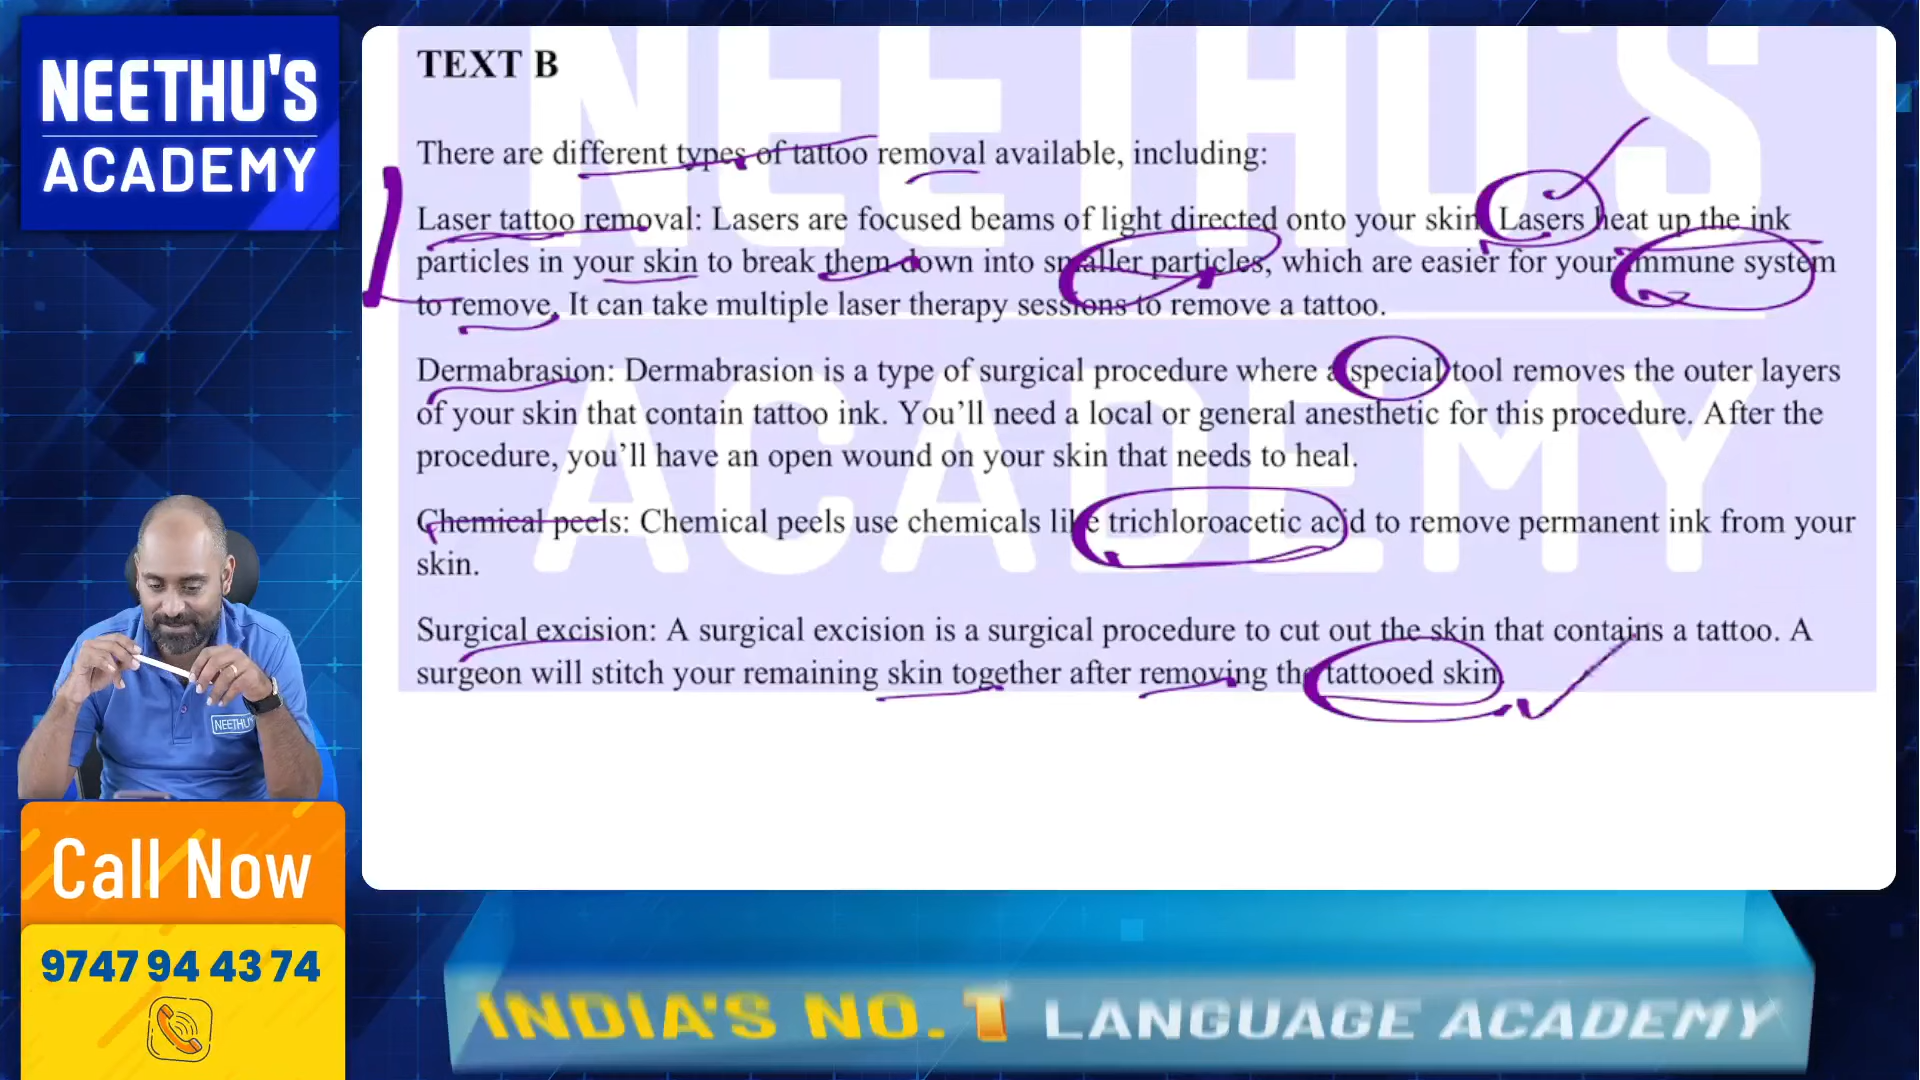 NEETHU'S
ACADEMY
TEXT B
There are different types of tattoo removal available, including:
Laser tattoo removal: Lasers are focused beams of light directed onto your skin. Lasers heat up the ink
particles in your skin to break them down into smaller particles, which are easier for your immune system
to remove. It can take multiple laser therapy sessions to remove a tattoo.
Dermabrasion: Dermabrasion is a type of surgical procedure where a special tool removes the outer layers
of your skin that contain tattoo ink. You’ll need a local or general anesthetic for this procedure. After the
procedure, you’ll have an open wound on your skin that needs to heal.
Chemical peels: Chemical peels use chemicals like trichloroacetic acid to remove permanent ink from your
skin.
Surgical excision: A surgical excision is a surgical procedure to cut out the skin that contains a tattoo. A
surgeon will stitch your remaining skin together after removing the tattooed skin.
NEETHU'S
ACADEMY
NEETHU'S
Call Now
9747 94 43 74
INDIA'S NO. 1 LANGUAGE ACADEMY